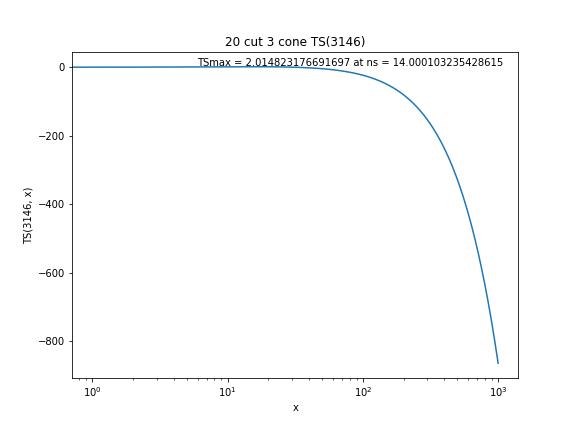 20 cut 3 cone TS(3146)
TSmax = 2.014823176691697 at ns = 14.000103235428615
0
−200
−400
−600
−800
TS(3146, x)
10⁰
10¹
10²
10³
x